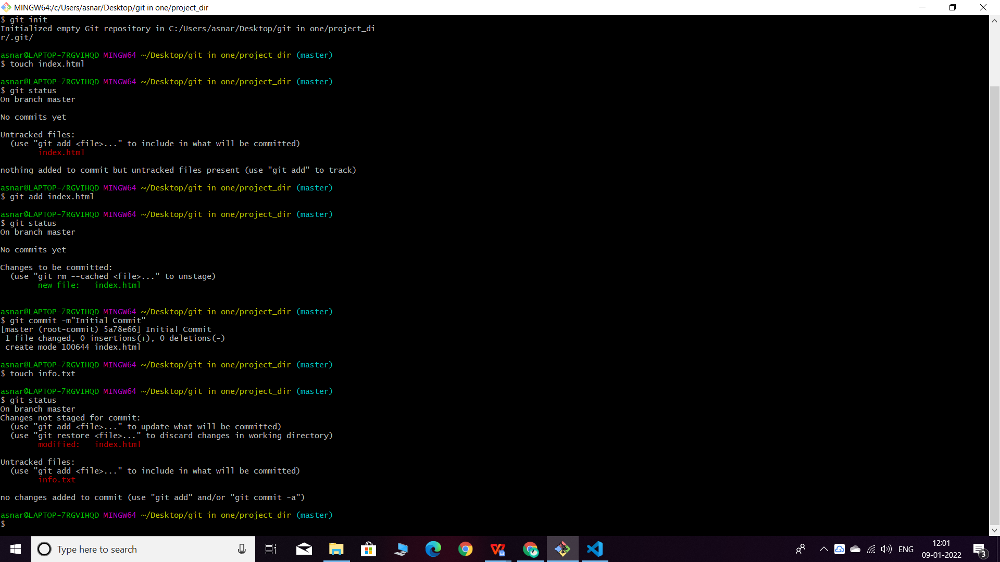 MINGW64:/c/Users/asnar/Desktop/git in one/project_dir
$ git init
Initialized empty Git repository in C:/Users/asnar/Desktop/git in one/project_di
r/.git/
asnar@LAPTOP-7RGVIHQD MINGW64 ~/Desktop/git in one/project_dir (master)
$ touch index.html
asnar@LAPTOP-7RGVIHQD MINGW64 ~/Desktop/git in one/project_dir (master)
$ git status
On branch master
No commits yet
Untracked files:
  (use "git add <file>..." to include in what will be committed)
        index.html
nothing added to commit but untracked files present (use "git add" to track)
asnar@LAPTOP-7RGVIHQD MINGW64 ~/Desktop/git in one/project_dir (master)
$ git add index.html
asnar@LAPTOP-7RGVIHQD MINGW64 ~/Desktop/git in one/project_dir (master)
$ git status
On branch master
No commits yet
Changes to be committed:
  (use "git rm --cached <file>..." to unstage)
        new file:   index.html
asnar@LAPTOP-7RGVIHQD MINGW64 ~/Desktop/git in one/project_dir (master)
$ git commit -m"Initial Commit"
[master (root-commit) 5a78e66] Initial Commit
 1 file changed, 0 insertions(+), 0 deletions(-)
 create mode 100644 index.html
asnar@LAPTOP-7RGVIHQD MINGW64 ~/Desktop/git in one/project_dir (master)
$ touch info.txt
asnar@LAPTOP-7RGVIHQD MINGW64 ~/Desktop/git in one/project_dir (master)
$ git status
On branch master
Changes not staged for commit:
  (use "git add <file>..." to update what will be committed)
  (use "git restore <file>..." to discard changes in working directory)
        modified:   index.html
Untracked files:
  (use "git add <file>..." to include in what will be committed)
        info.txt
no changes added to commit (use "git add" and/or "git commit -a")
asnar@LAPTOP-7RGVIHQD MINGW64 ~/Desktop/git in one/project_dir (master)
$
Type here to search
ENG
12:01
09-01-2022
3